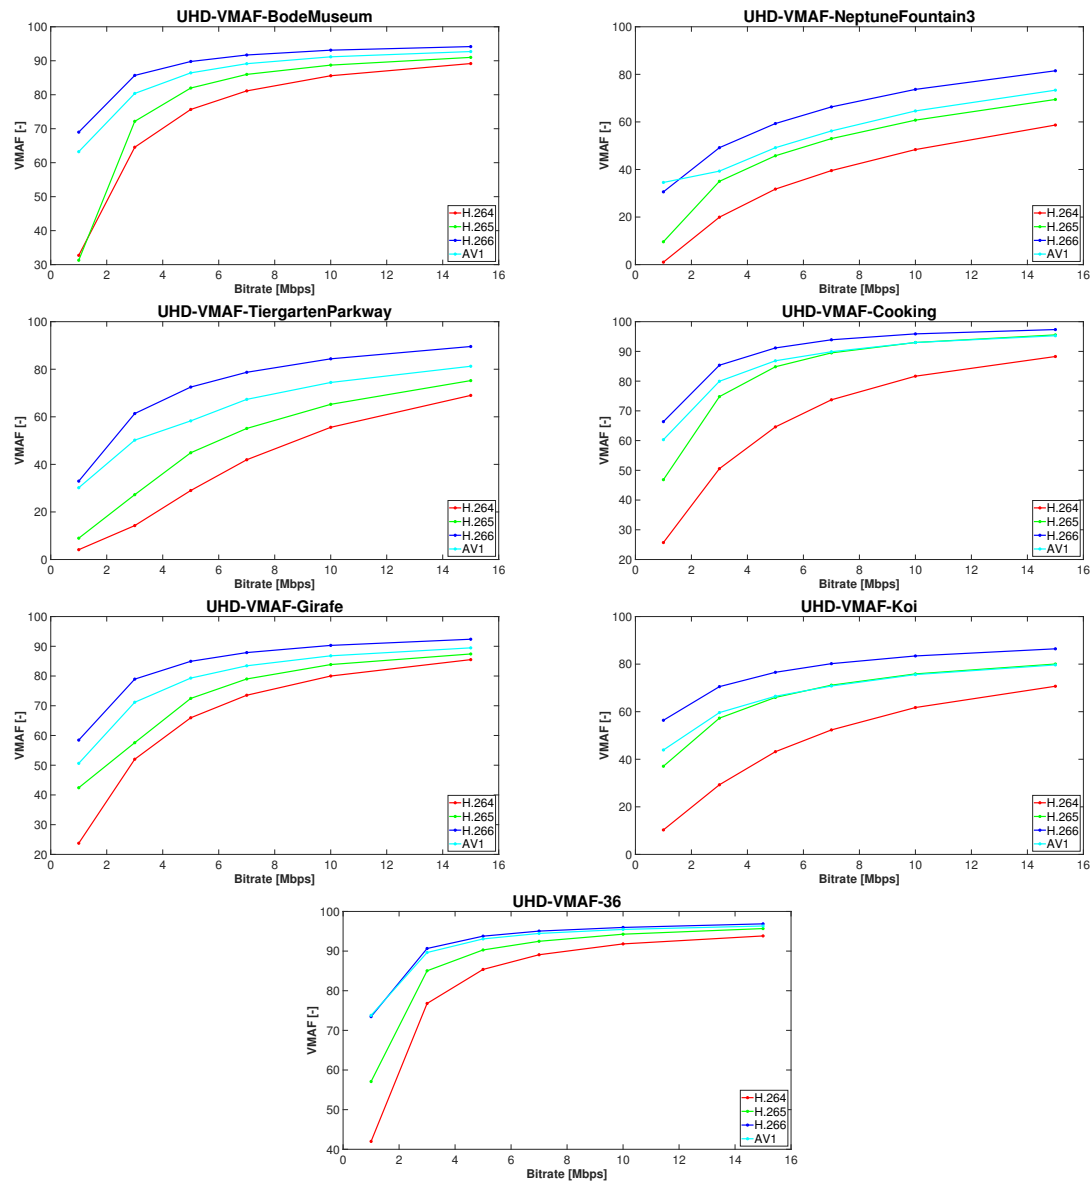 UHD-VMAF-BodeMuseum
VMAF [-]
100
90
80
70
60
50
40
30
0 2 4 6 8 10 12 14 16
Bitrate [Mbps]
H.264
H.265
H.266
AV1
UHD-VMAF-NeptuneFountain3
VMAF [-]
100
80
60
40
20
0
0 2 4 6 8 10 12 14 16
Bitrate [Mbps]
H.264
H.265
H.266
AV1
UHD-VMAF-TiergartenParkway
VMAF [-]
100
80
60
40
20
0
0 2 4 6 8 10 12 14 16
Bitrate [Mbps]
H.264
H.265
H.266
AV1
UHD-VMAF-Cooking
VMAF [-]
100
90
80
70
60
50
40
30
20
0 2 4 6 8 10 12 14 16
Bitrate [Mbps]
H.264
H.265
H.266
AV1
UHD-VMAF-Girafe
VMAF [-]
100
90
80
70
60
50
40
30
20
0 2 4 6 8 10 12 14 16
Bitrate [Mbps]
H.264
H.265
H.266
AV1
UHD-VMAF-Koi
VMAF [-]
100
80
60
40
20
0
0 2 4 6 8 10 12 14 16
Bitrate [Mbps]
H.264
H.265
H.266
AV1
UHD-VMAF-36
VMAF [-]
100
90
80
70
60
50
40
0 2 4 6 8 10 12 14 16
Bitrate [Mbps]
H.264
H.265
H.266
AV1